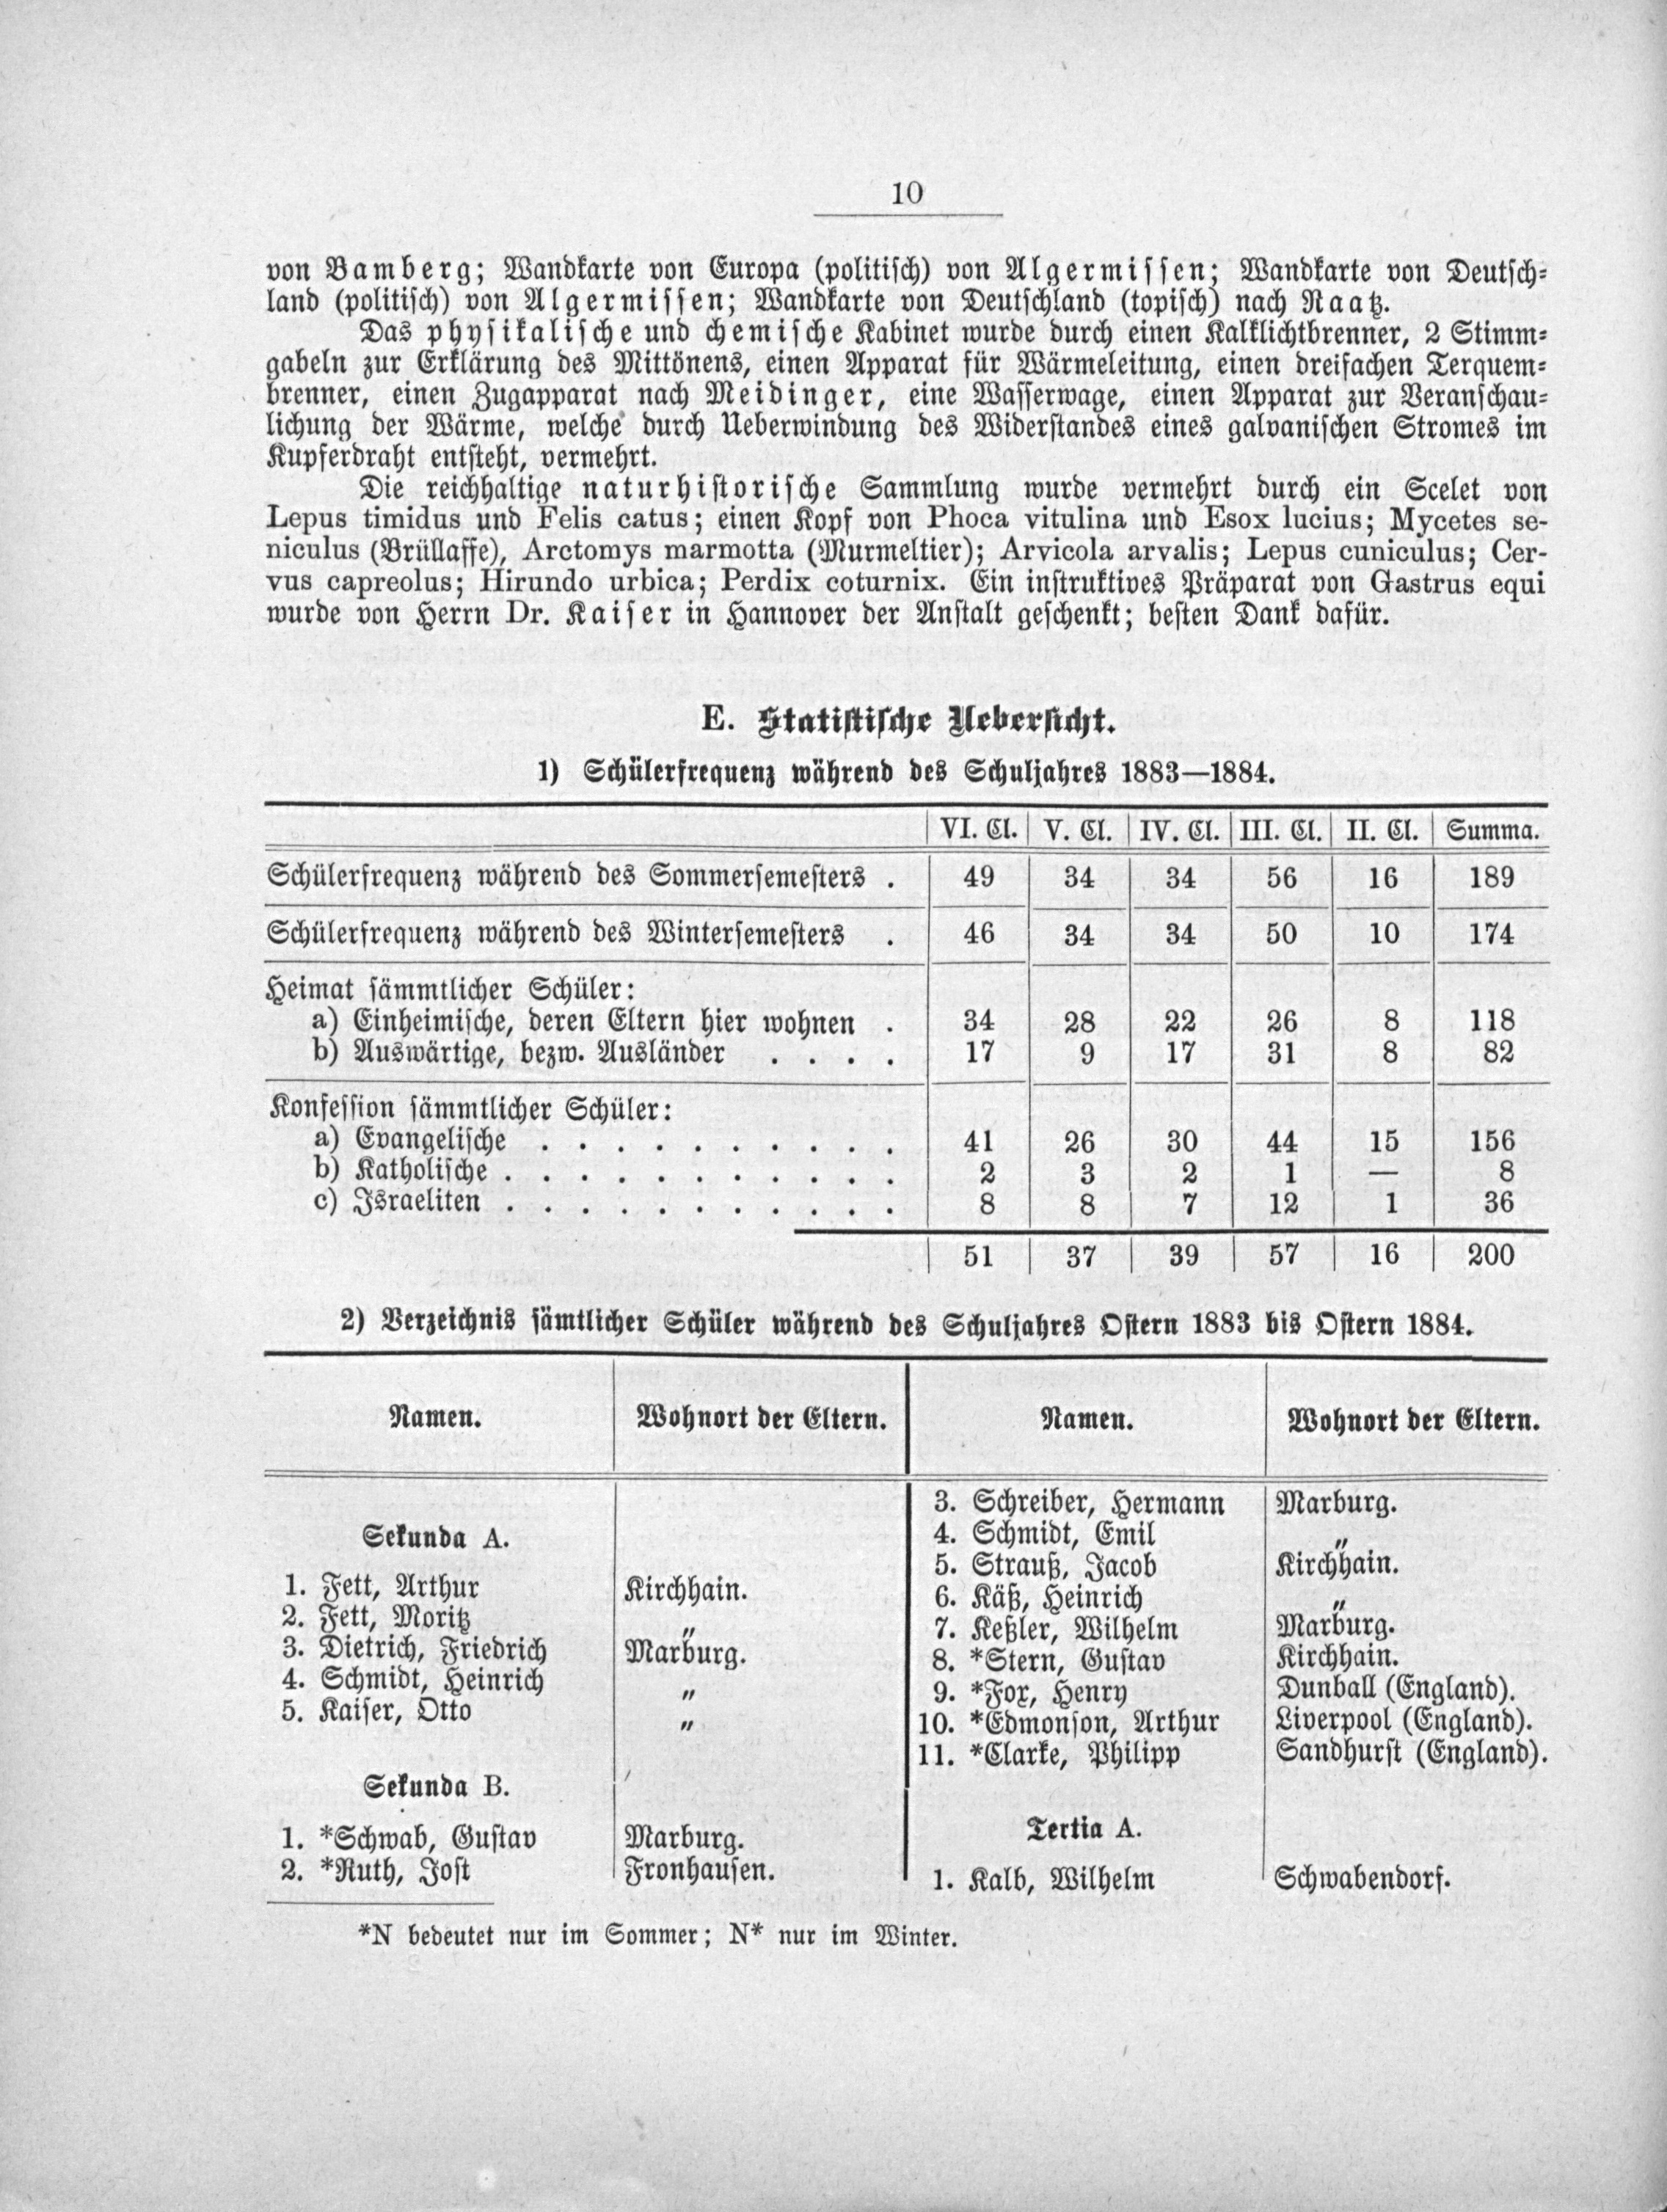 10
von Bamberg; Wandkarte von Europa (politisch) von Algermissen; Wandkarte von Deutsch-
land (politisch) von Algermissen; Wandkarte von Deutschland (topisch) nach Raatz.
Das physikalische und chemische Kabinet wurde durch einen Kalklichtbrenner, 2 Stimm-
gabeln zur Erklärung des Mittönens, einen Apparat für Wärmeleitung, einen dreifachen Terquem-
brenner, einen Zugapparat nach Meidinger, eine Wasserwage, einen Apparat zur Veranschau-
lichung der Wärme, welche durch Ueberwindung des Widerstandes eines galvanischen Stromes im
Kupferdraht entsteht, vermehrt.
Die reichhaltige naturhistorische Sammlung wurde vermehrt durch ein Scelet von
Lepus timidus und Felis catus; einen Kopf von Phoca vitulina und Esox lucius; Mycetes se-
niculus (Brüllaffe), Arctomys marmotta (Murmeltier); Arvicola arvalis; Lepus cuniculus; Cer-
vus capreolus; Hirundo urbica; Perdix coturnix. Ein instruktives Präparat von Gastrus equi
wurde von Herrn Dr. Kaiser in Hannover der Anstalt geschenkt; besten Dank dafür.
E. Statistische Uebersicht.
1) Schülerfrequenz während des Schuljahres 1883—1884.
VI. Cl. V. Cl. IV. Cl. III. Cl. II. Cl. Summa.
Schülerfrequenz während des Sommersemesters . 49 34 34 56 16 189
Schülerfrequenz während des Wintersemesters . 46 34 34 50 10 174
Heimat sämmtlicher Schüler:
a) Einheimische, deren Eltern hier wohnen . 34 28 22 26 8 118
b) Auswärtige, bezw. Ausländer . . . . 17 9 17 31 8 82
Konfession sämmtlicher Schüler:
a) Evangelische . . . . . . . . . . 41 26 30 44 15 156
b) Katholische . . . . . . . . . . . 2 3 2 1 — 8
c) Israeliten . . . . . . . . . . . 8 8 7 12 1 36
51 37 39 57 16 200
2) Verzeichnis sämtlicher Schüler während des Schuljahres Ostern 1883 bis Ostern 1884.
Namen. Wohnort der Eltern.
Sekunda A.
1. Fett, Arthur Kirchhain.
2. Fett, Moritz "
3. Dietrich, Friedrich Marburg.
4. Schmidt, Heinrich "
5. Kaiser, Otto "
Sekunda B.
1. *Schwab, Gustav Marburg.
2. *Ruth, Jost Fronhausen.
Namen. Wohnort der Eltern.
3. Schreiber, Hermann Marburg.
4. Schmidt, Emil "
5. Strauß, Jacob Kirchhain.
6. Käß, Heinrich "
7. Keßler, Wilhelm Marburg.
8. *Stern, Gustav Kirchhain.
9. *Fox, Henry Dunball (England).
10. *Edmonson, Arthur Liverpool (England).
11. *Clarke, Philipp Sandhurst (England).
Tertia A.
1. Kalb, Wilhelm Schwabendorf.
*N bedeutet nur im Sommer; N* nur im Winter.